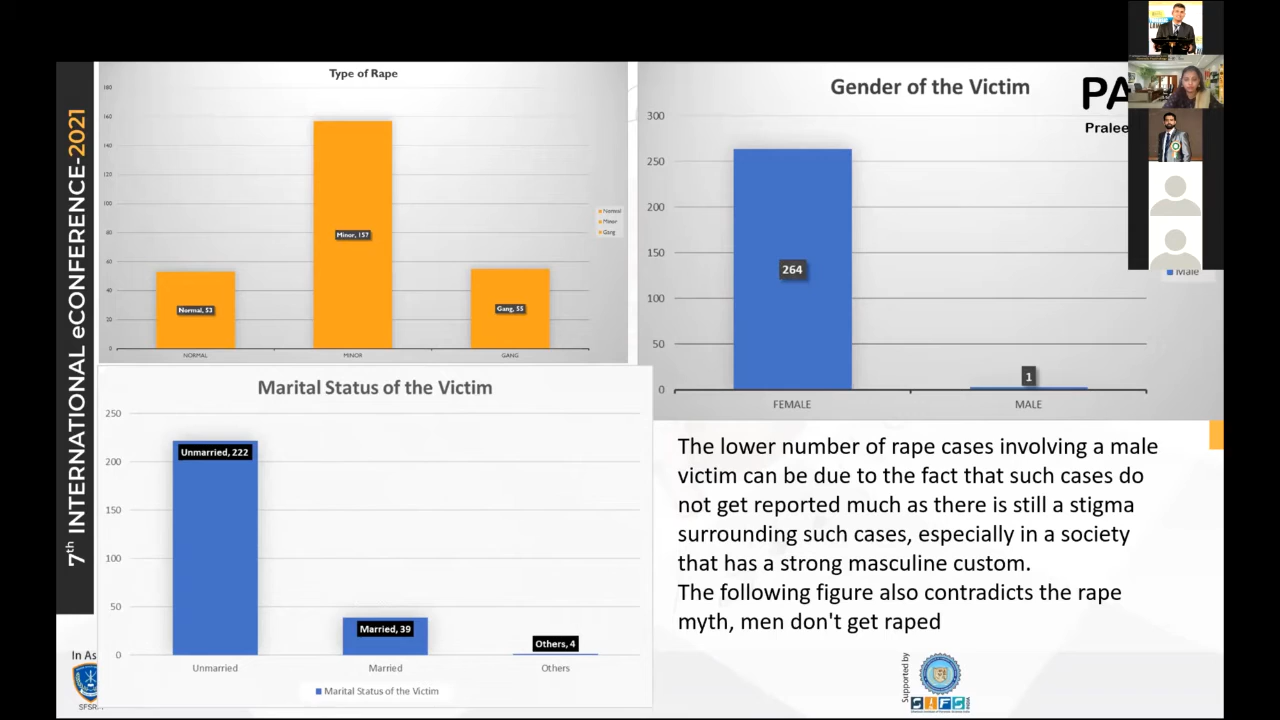 7th INTERNATIONAL eCONFERENCE-2021
Type of Rape
180
160
140
120
100
80
60
40
20
0
Normal, 53
Minor, 157
Gang, 55
NORMAL
MINOR
GANG
Normal
Minor
Gang
Gender of the Victim
300
250
200
150
100
50
0
264
1
FEMALE
MALE
Male
PA
Pralee
Marital Status of the Victim
250
200
150
100
50
0
Unmarried, 222
Married, 39
Others, 4
Unmarried
Married
Others
Marital Status of the Victim
The lower number of rape cases involving a male
victim can be due to the fact that such cases do
not get reported much as there is still a stigma
surrounding such cases, especially in a society
that has a strong masculine custom.
The following figure also contradicts the rape
myth, men don't get raped
In As
SFSR
Supported by
SIFS
INDIA